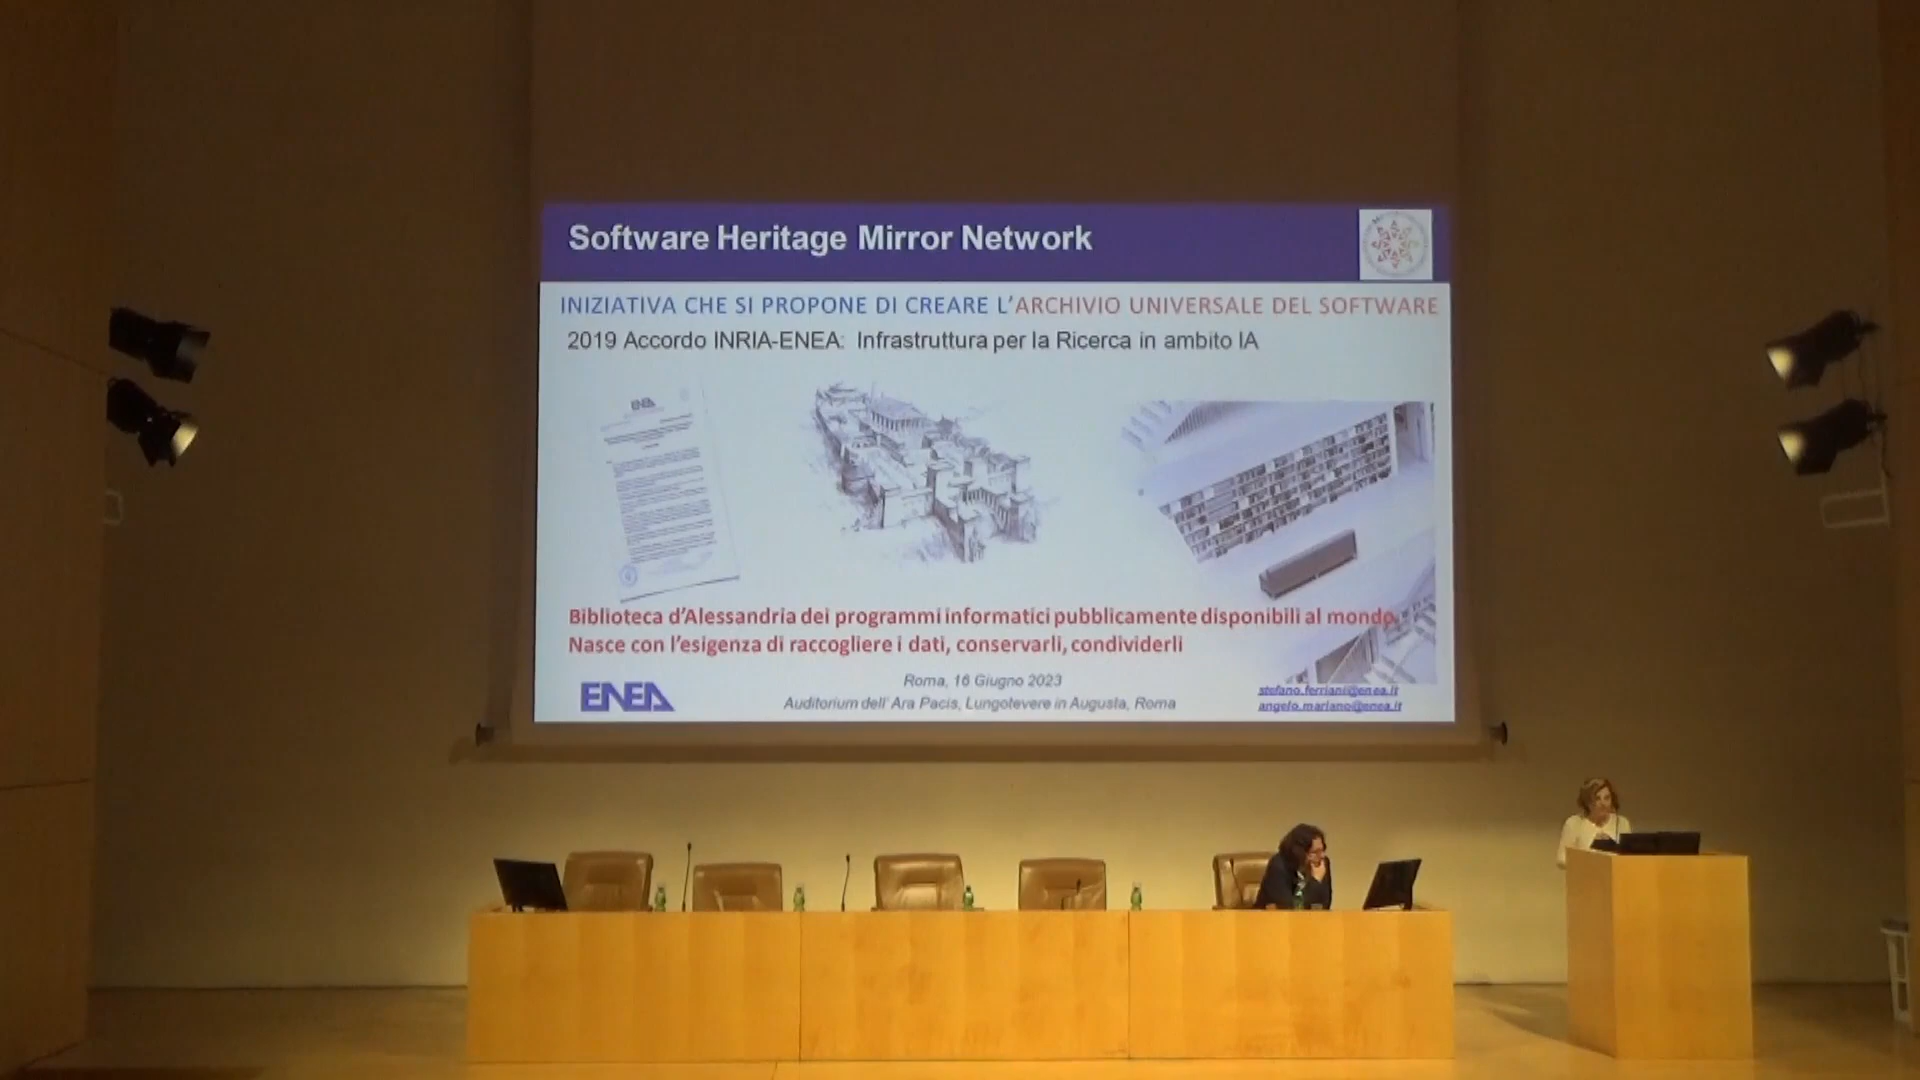 Software Heritage Mirror Network
INIZIATIVA CHE SI PROPONE DI CREARE L'ARCHIVIO UNIVERSALE DEL SOFTWARE
2019 Accordo INRIA-ENEA: Infrastruttura per la Ricerca in ambito IA
ENEA
Biblioteca d'Alessandria dei programmi informatici pubblicamente disponibili al mondo.
Nasce con l'esigenza di raccogliere i dati, conservarli, condividerli
ENEA
Roma, 16 Giugno 2023
Auditorium dell' Ara Pacis, Lungotevere in Augusta, Roma
stefano.ferriani@enea.it
angelo.mariano@enea.it